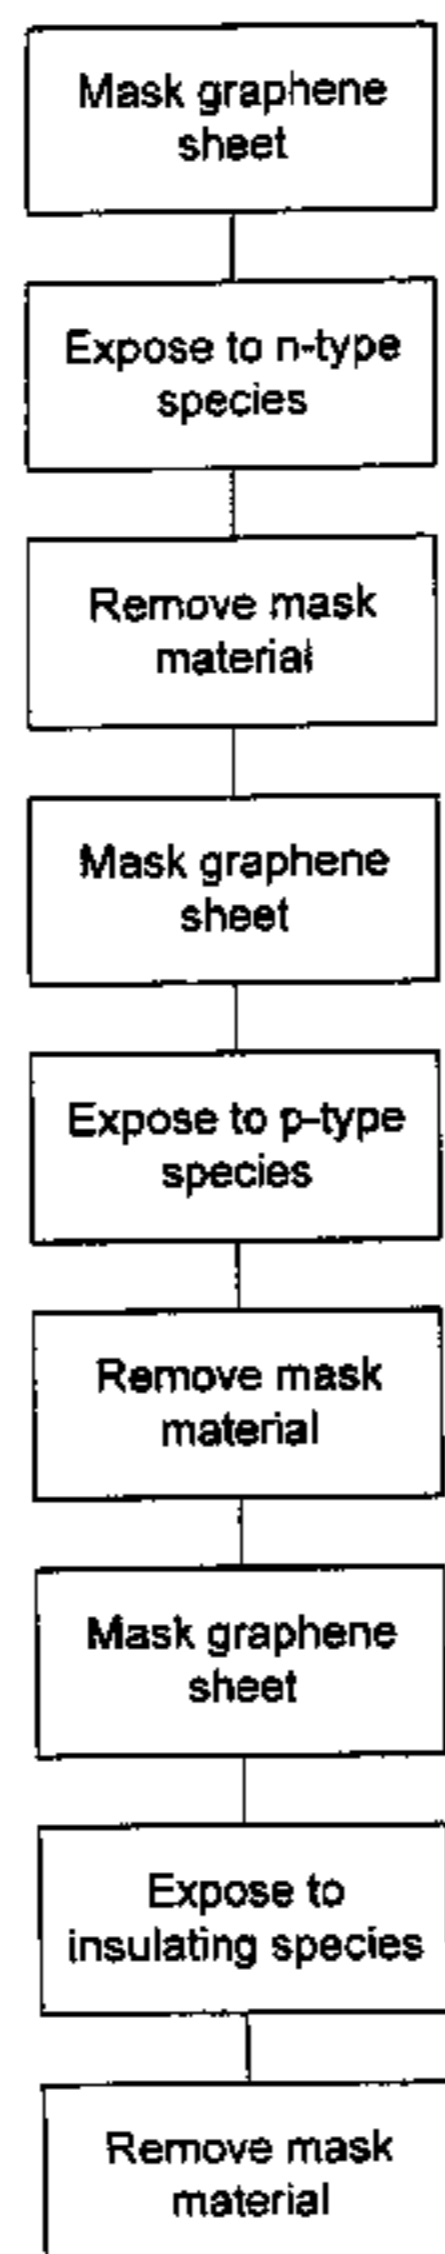 Mask graphene
sheet
Expose to n-type
species
Remove mask
material
Mask graphene
sheet
Expose to p-type
species
Remove mask
material
Mask graphene
sheet
Expose to
insulating species
Remove mask
material